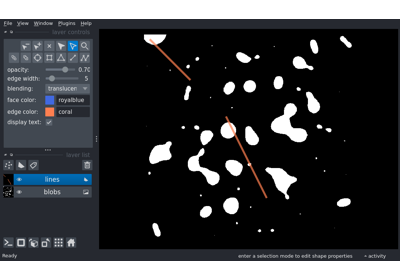 File View Window Plugins Help
layer controls
opacity: 0.70
edge width: 5
blending: translucen
face color: royalblue
edge color: coral
display text:
layer list
lines
blobs
Ready enter a selection mode to edit shape properties activity